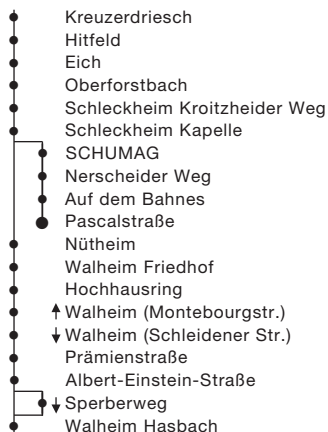 Kreuzerdriesch
Hitfeld
Eich
Oberforstbach
Schleckheim Kroitzheider Weg
Schleckheim Kapelle
SCHUMAG
Nerscheider Weg
Auf dem Bahnes
Pascalstraße
Nütheim
Walheim Friedhof
Hochhausring
Walheim (Montebourgstr.)
Walheim (Schleidener Str.)
Prämienstraße
Albert-Einstein-Straße
Sperberweg
Walheim Hasbach